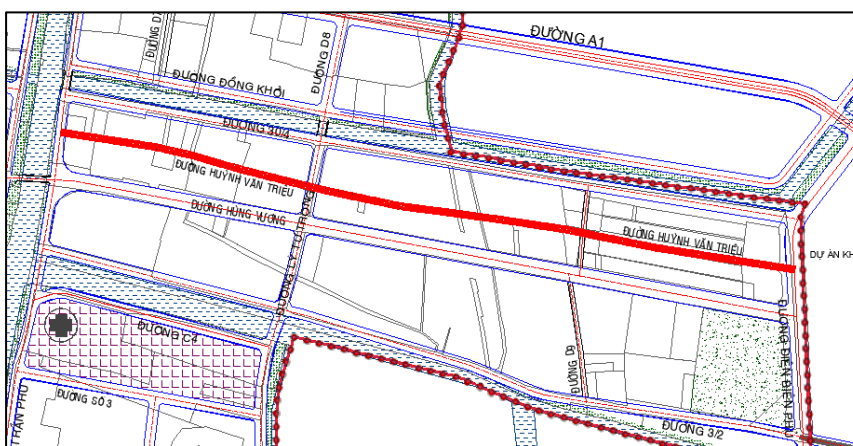 ĐƯỜNG A1
ĐƯỜNG D7
ĐƯỜNG D8
ĐƯỜNG ĐỒNG KHỞI
ĐƯỜNG 30/4
ĐƯỜNG HUỲNH VĂN TRIỆU
ĐƯỜNG HÙNG VƯƠNG
ĐƯỜNG LÝ TỰ TRỌNG
ĐƯỜNG HUỲNH VĂN TRIỆU
DỰ ÁN KH
ĐƯỜNG C4
ĐƯỜNG D9
ĐƯỜNG ĐIỆN BIÊN PHỦ
ĐƯỜNG SỐ 3
TRẦN PHÚ
ĐƯỜNG 3/2